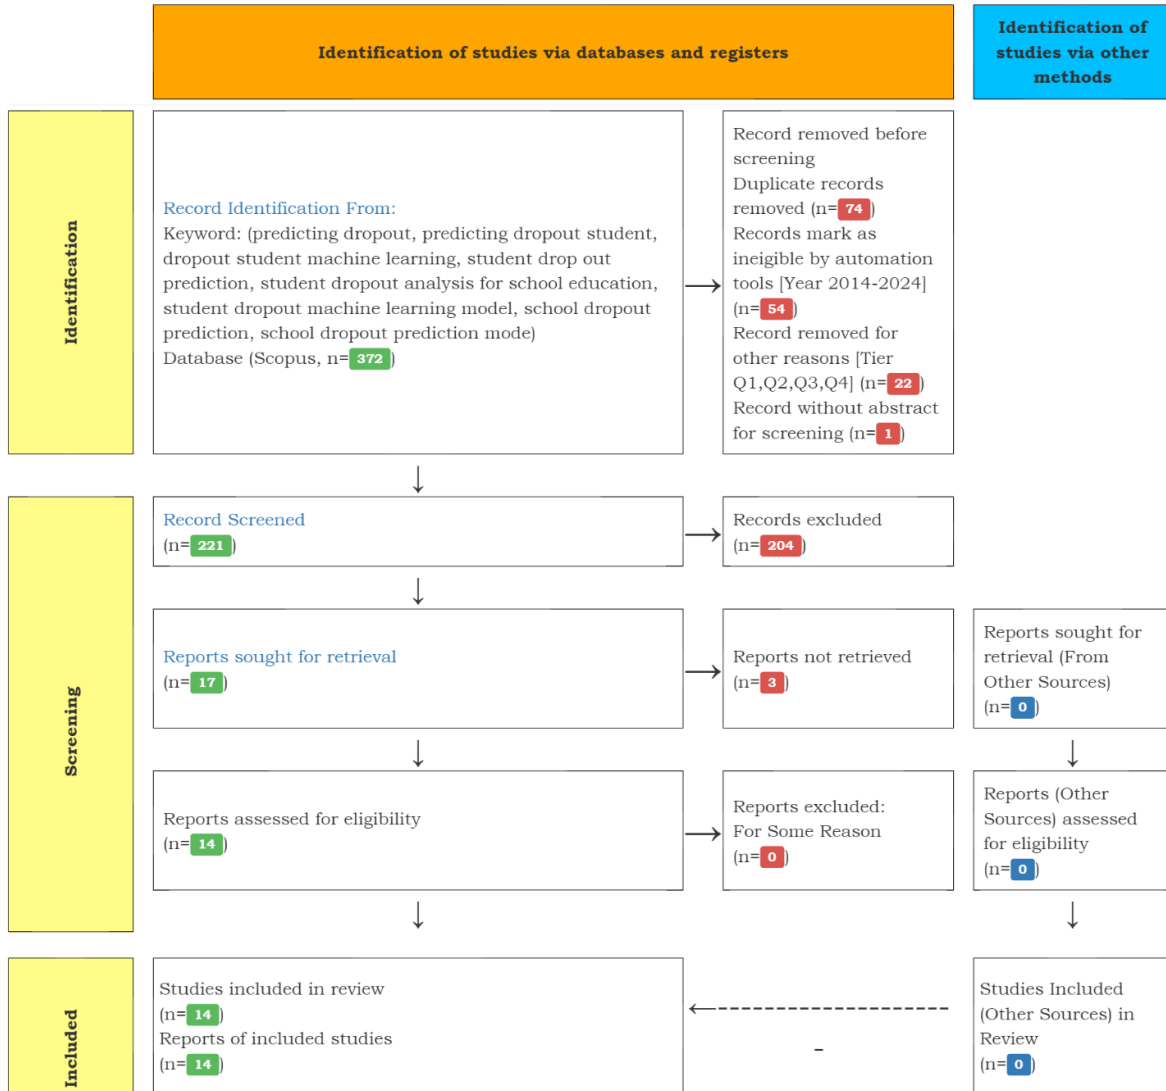 Identification of studies via databases and registers
Identification of
studies via other
methods
Identification
Record Identification From:
Keyword: (predicting dropout, predicting dropout student,
dropout student machine learning, student drop out
prediction, student dropout analysis for school education,
student dropout machine learning model, school dropout
prediction, school dropout prediction mode)
Database (Scopus, n= 372)
Record removed before
screening
Duplicate records
removed (n= 74)
Records mark as
ineigible by automation
tools [Year 2014-2024]
(n= 54)
Record removed for
other reasons [Tier
Q1,Q2,Q3,Q4] (n= 22)
Record without abstract
for screening (n= 1)
Screening
Record Screened
(n= 221)
Records excluded
(n= 204)
Reports sought for retrieval
(n= 17)
Reports not retrieved
(n= 3)
Reports sought for
retrieval (From
Other Sources)
(n= 0)
Reports assessed for eligibility
(n= 14)
Reports excluded:
For Some Reason
(n= 0)
Reports (Other
Sources) assessed
for eligibility
(n= 0)
Included
Studies included in review
(n= 14)
Reports of included studies
(n= 14)
Studies Included
(Other Sources) in
Review
(n= 0)